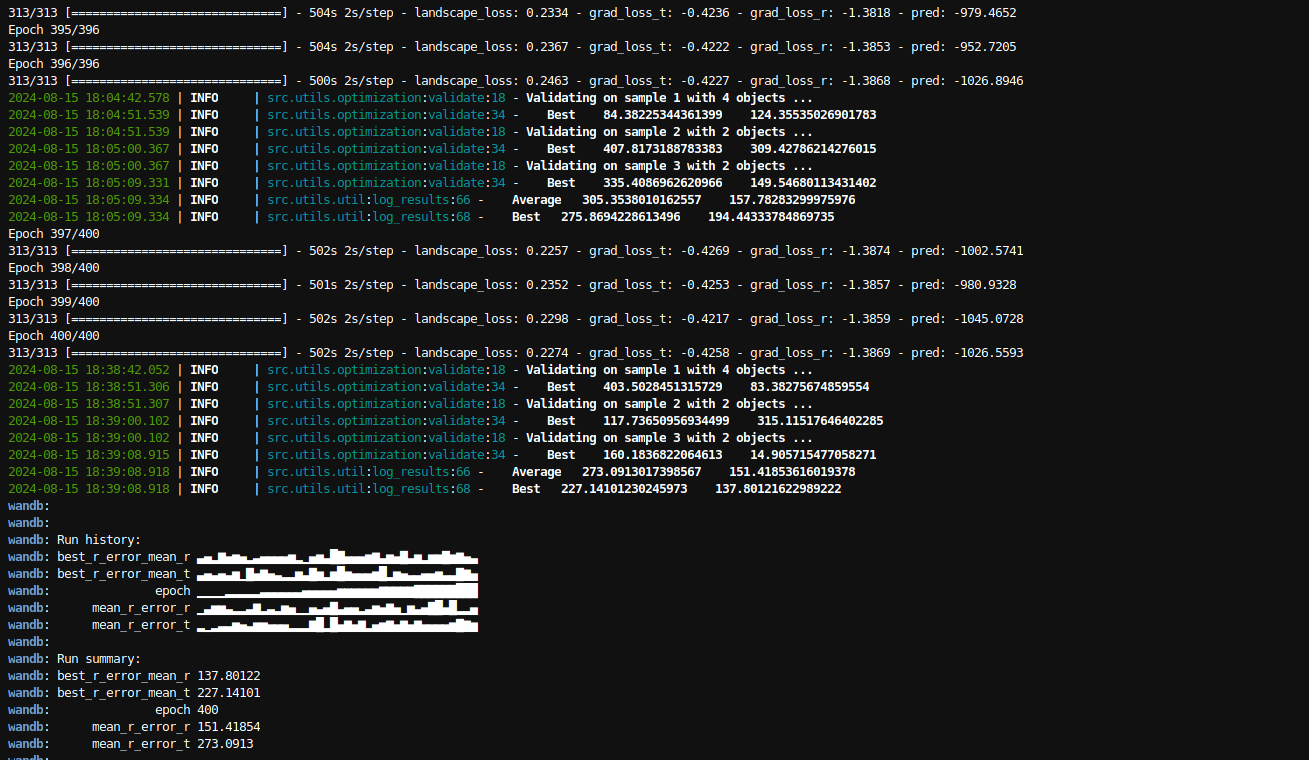 313/313 [==============================] - 504s 2s/step - landscape_loss: 0.2334 - grad_loss_t: -0.4236 - grad_loss_r: -1.3818 - pred: -979.4652
Epoch 395/396
313/313 [==============================] - 504s 2s/step - landscape_loss: 0.2367 - grad_loss_t: -0.4222 - grad_loss_r: -1.3853 - pred: -952.7205
Epoch 396/396
313/313 [==============================] - 500s 2s/step - landscape_loss: 0.2463 - grad_loss_t: -0.4227 - grad_loss_r: -1.3868 - pred: -1026.8946
2024-08-15 18:04:42.578 | INFO     | src.utils.optimization:validate:18 - Validating on sample 1 with 4 objects ...
2024-08-15 18:04:51.539 | INFO     | src.utils.optimization:validate:34 -    Best    84.38225344361399    124.35535026901783
2024-08-15 18:04:51.539 | INFO     | src.utils.optimization:validate:18 - Validating on sample 2 with 2 objects ...
2024-08-15 18:05:00.367 | INFO     | src.utils.optimization:validate:34 -    Best    407.8173188783383    309.42786214276015
2024-08-15 18:05:00.367 | INFO     | src.utils.optimization:validate:18 - Validating on sample 3 with 2 objects ...
2024-08-15 18:05:09.331 | INFO     | src.utils.optimization:validate:34 -    Best    335.4086962620966    149.54680113431402
2024-08-15 18:05:09.334 | INFO     | src.utils.util:log_results:66 -    Average   305.3538010162557    157.78283299975976
2024-08-15 18:05:09.334 | INFO     | src.utils.util:log_results:68 -    Best   275.8694228613496    194.44333784869735
Epoch 397/400
313/313 [==============================] - 502s 2s/step - landscape_loss: 0.2257 - grad_loss_t: -0.4269 - grad_loss_r: -1.3874 - pred: -1002.5741
Epoch 398/400
313/313 [==============================] - 501s 2s/step - landscape_loss: 0.2352 - grad_loss_t: -0.4253 - grad_loss_r: -1.3857 - pred: -980.9328
Epoch 399/400
313/313 [==============================] - 502s 2s/step - landscape_loss: 0.2298 - grad_loss_t: -0.4217 - grad_loss_r: -1.3859 - pred: -1045.0728
Epoch 400/400
313/313 [==============================] - 502s 2s/step - landscape_loss: 0.2274 - grad_loss_t: -0.4258 - grad_loss_r: -1.3869 - pred: -1026.5593
2024-08-15 18:38:42.052 | INFO     | src.utils.optimization:validate:18 - Validating on sample 1 with 4 objects ...
2024-08-15 18:38:51.306 | INFO     | src.utils.optimization:validate:34 -    Best    403.5028451315729    83.38275674859554
2024-08-15 18:38:51.307 | INFO     | src.utils.optimization:validate:18 - Validating on sample 2 with 2 objects ...
2024-08-15 18:39:00.102 | INFO     | src.utils.optimization:validate:34 -    Best    117.73650956934499    315.11517646402285
2024-08-15 18:39:00.102 | INFO     | src.utils.optimization:validate:18 - Validating on sample 3 with 2 objects ...
2024-08-15 18:39:08.915 | INFO     | src.utils.optimization:validate:34 -    Best    160.1836822064613    14.905715477058271
2024-08-15 18:39:08.918 | INFO     | src.utils.util:log_results:66 -    Average   273.0913017398567    151.41853616019378
2024-08-15 18:39:08.918 | INFO     | src.utils.util:log_results:68 -    Best   227.14101230245973    137.80121622989222
wandb:
wandb:
wandb: Run history:
wandb: best_r_error_mean_r
wandb: best_r_error_mean_t
wandb:               epoch
wandb:      mean_r_error_r
wandb:      mean_r_error_t
wandb:
wandb: Run summary:
wandb: best_r_error_mean_r 137.80122
wandb: best_r_error_mean_t 227.14101
wandb:               epoch 400
wandb:      mean_r_error_r 151.41854
wandb:      mean_r_error_t 273.0913